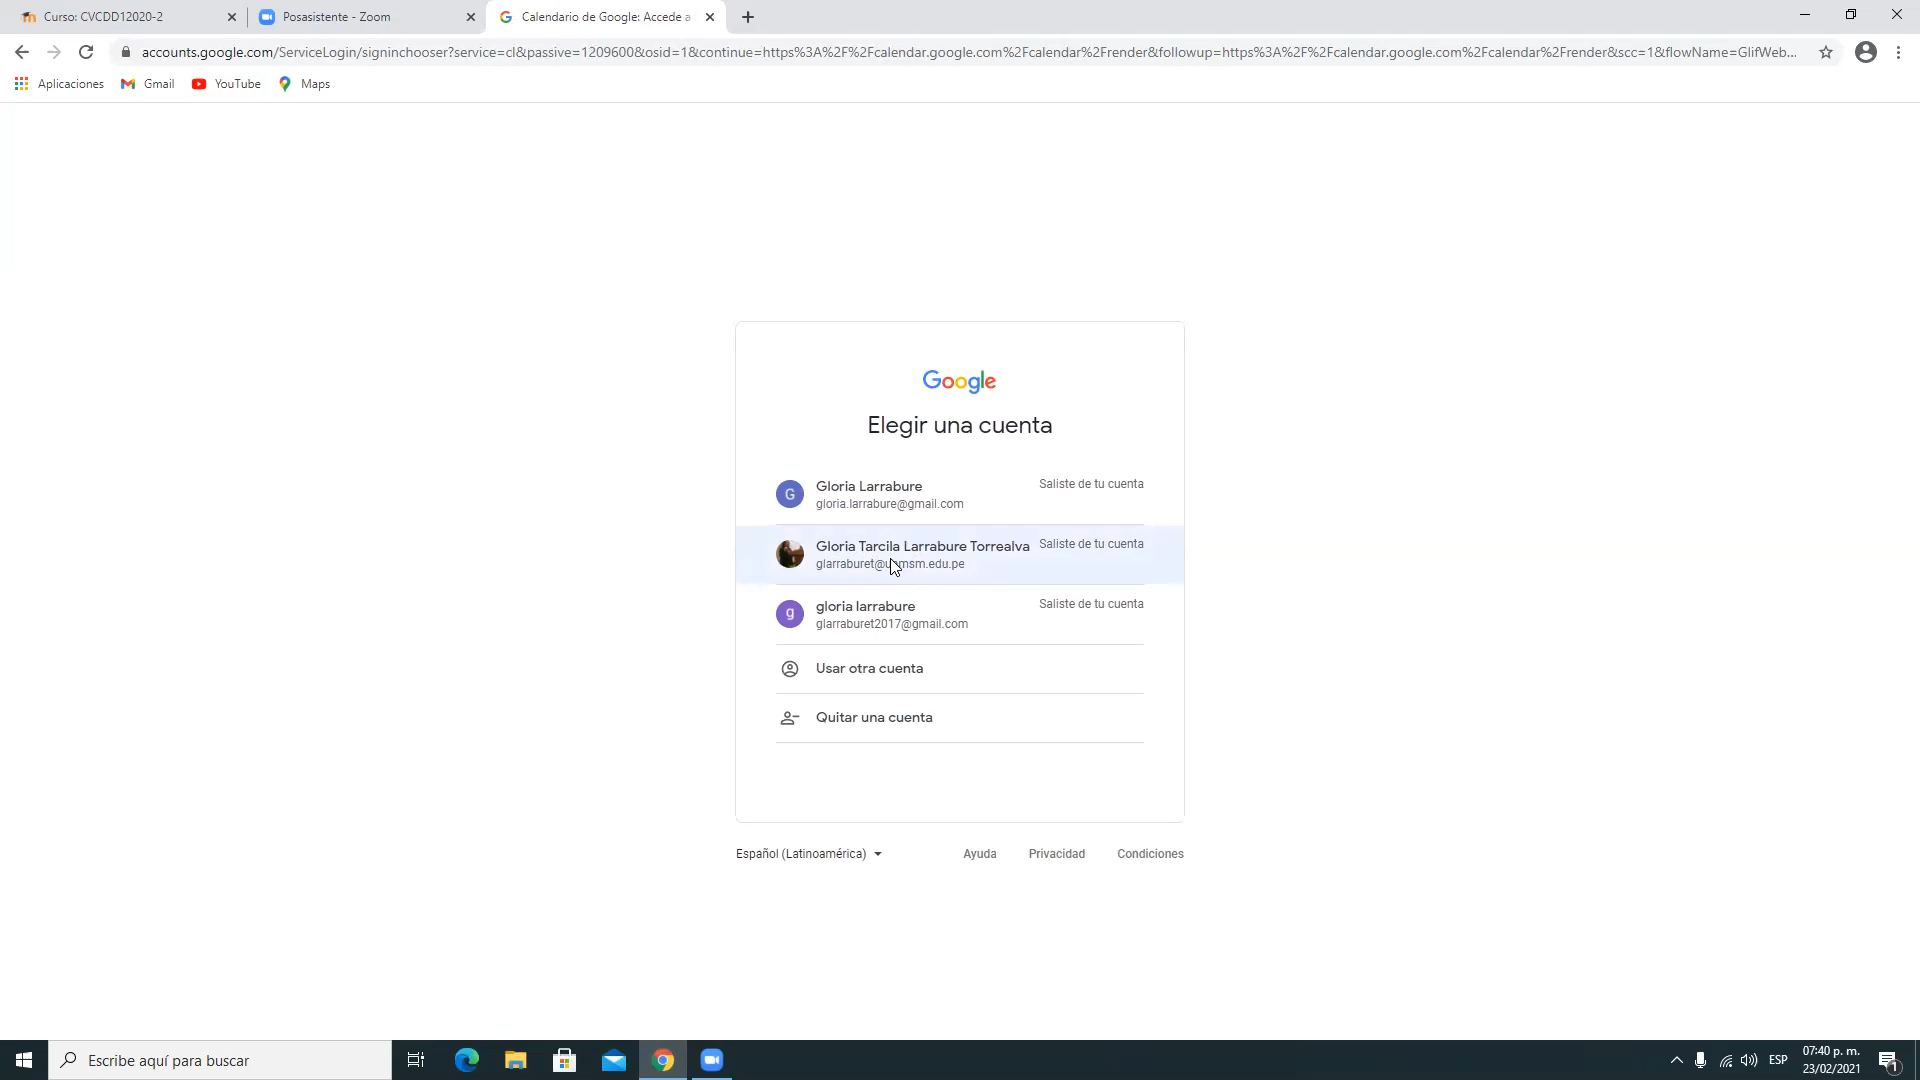 Curso: CVCDD12020-2
Posasistente - Zoom
Calendario de Google: Accede a
accounts.google.com/ServiceLogin/signinchooser?service=cl&passive=1209600&osid=1&continue=https%3A%2F%2Fcalendar.google.com%2Fcalendar%2Frender&followup=https%3A%2F%2Fcalendar.google.com%2Fcalendar%2Frender&scc=1&flowName=GlifWeb...
Aplicaciones Gmail YouTube Maps
Google
Elegir una cuenta
G
Gloria Larrabure Saliste de tu cuenta
gloria.larrabure@gmail.com
Gloria Tarcila Larrabure Torrealva Saliste de tu cuenta
glarraburet@unmsm.edu.pe
g
gloria larrabure Saliste de tu cuenta
glarraburet2017@gmail.com
Usar otra cuenta
Quitar una cuenta
Español (Latinoamérica) Ayuda Privacidad Condiciones
Escribe aquí para buscar
ESP
07:40 p. m.
23/02/2021
1